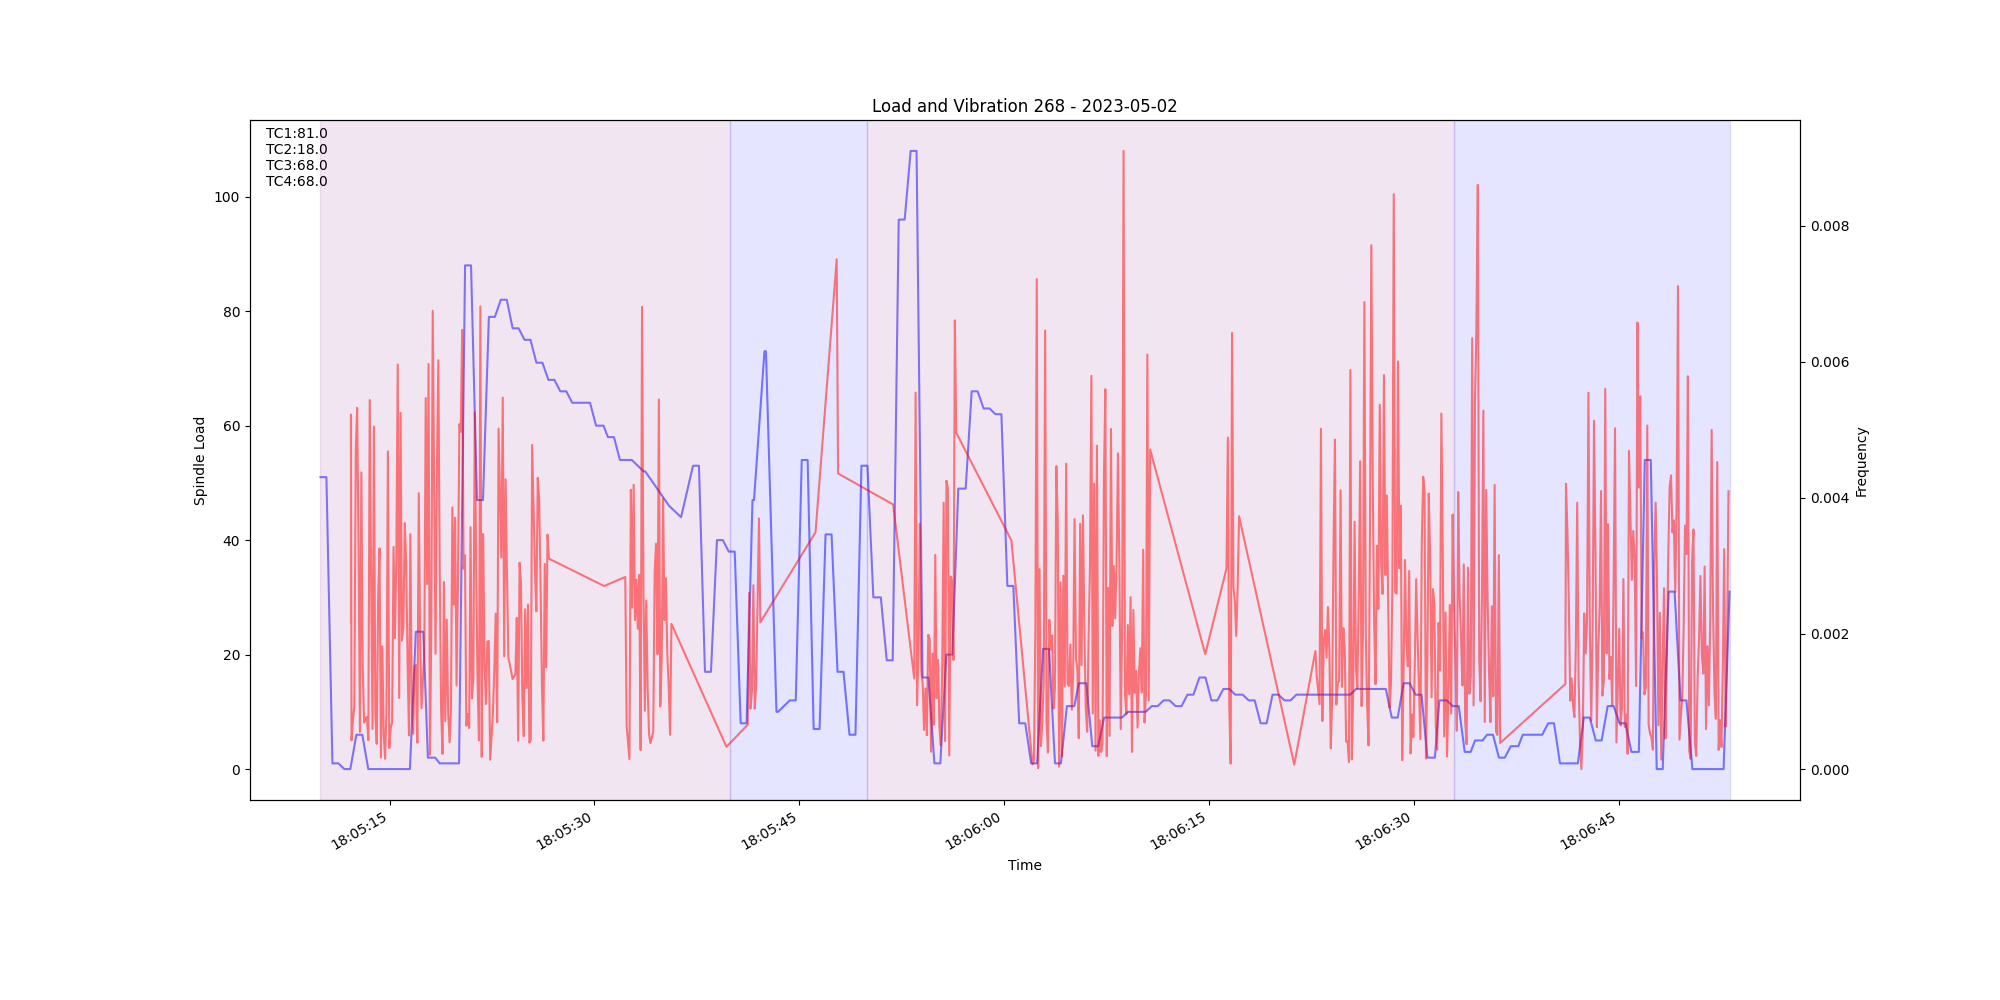 Load and Vibration 268 - 2023-05-02
TC1:81.0
TC2:18.0
TC3:68.0
TC4:68.0
100
80
60
40
20
0
Spindle Load
0.008
0.006
0.004
0.002
0.000
Frequency
18:05:15
18:05:30
18:05:45
18:06:00
18:06:15
18:06:30
18:06:45
Time